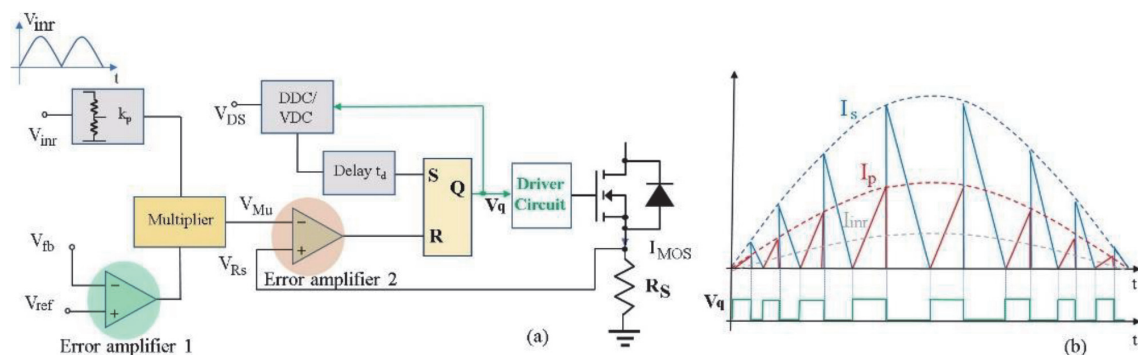 Vinr
t
Vinr
kp
VDS
DDC/
VDC
Delay td
S
Q
R
Vq
Driver
Circuit
Multiplier
VMu
VRs
Error amplifier 2
IMOS
RS
Vfb
Vref
Error amplifier 1
(a)
Is
Ip
Iinr
t
Vq
t
(b)